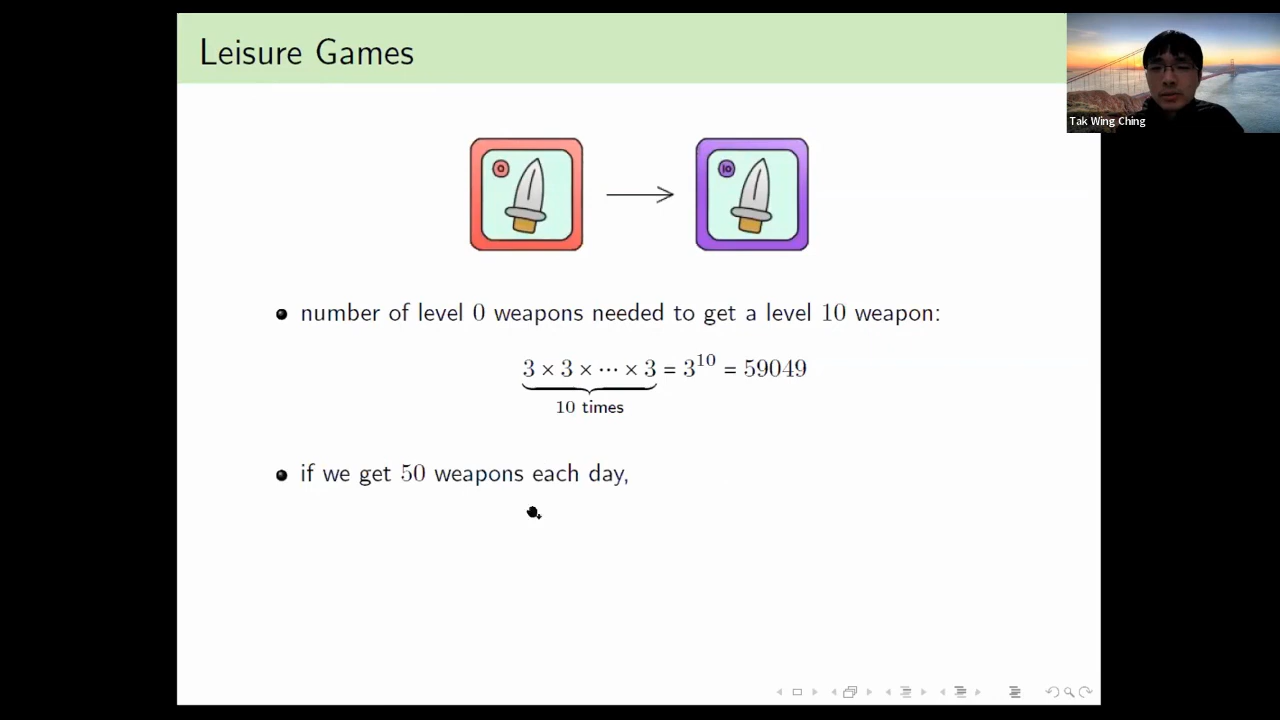 Leisure Games
Tak Wing Ching
0 10
• number of level 0 weapons needed to get a level 10 weapon:
3 × 3 × ⋯ × 3 = 3^10 = 59049
10 times
• if we get 50 weapons each day,